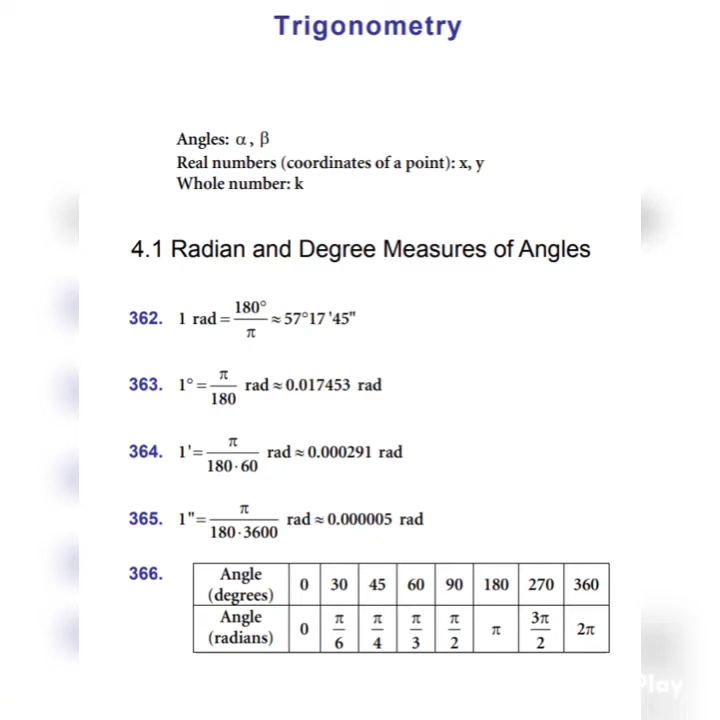 Trigonometry
Angles: α, β
Real numbers (coordinates of a point): x, y
Whole number: k
4.1 Radian and Degree Measures of Angles
362. 1 rad = 180°/π ≈ 57°17'45"
363. 1° = π/180 rad ≈ 0.017453 rad
364. 1' = π/(180·60) rad ≈ 0.000291 rad
365. 1" = π/(180·3600) rad ≈ 0.000005 rad
366. Angle (degrees) 0 30 45 60 90 180 270 360
Angle (radians) 0 π/6 π/4 π/3 π/2 π 3π/2 2π
Play